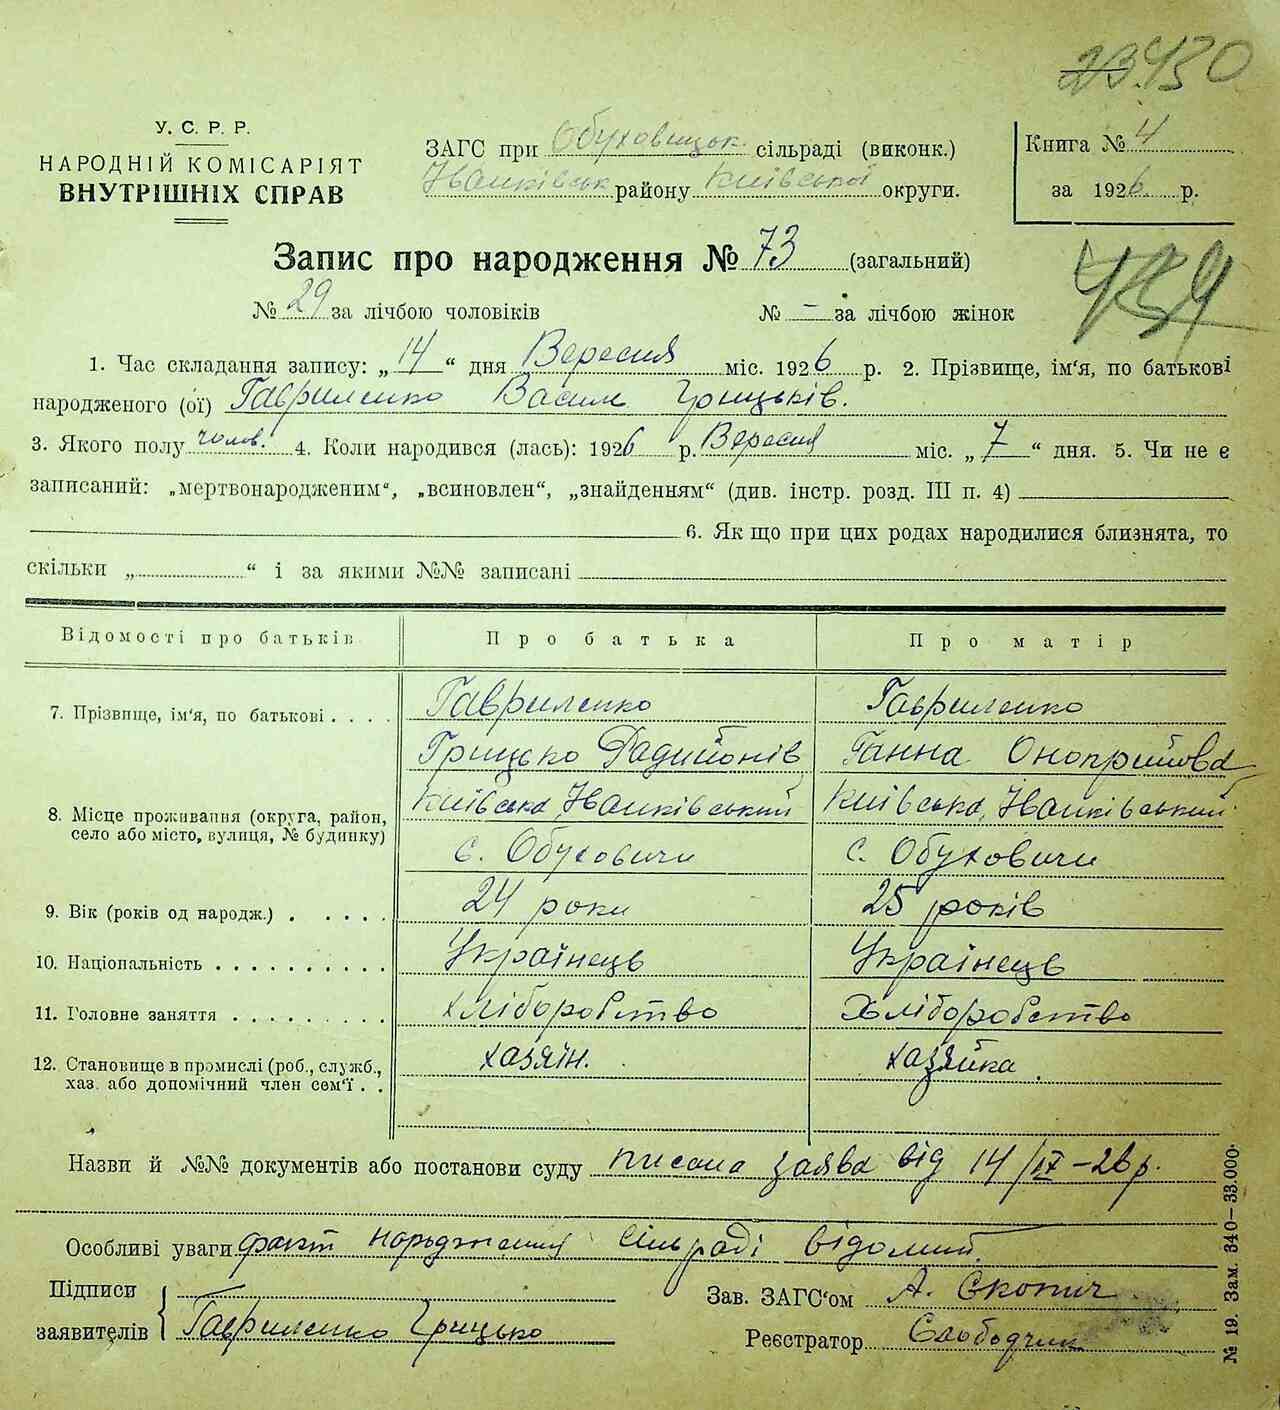 23430
У. С. Р. Р.
НАРОДНІЙ КОМІСАРІЯТ
ВНУТРІШНІХ СПРАВ
ЗАГС при Обуховицьк. сільраді (виконк.)
Іванківськ району Київської округи.
Книга № 4
за 1926 р.
Запис про народження № 73 (загальний)
№ 29 за лічбою чоловіків № — за лічбою жінок
1. Час складання запису: „14“ дня Вересня міс. 1926 р. 2. Прізвище, ім'я, по батькові
народженого (ої) Гавриленко Василь Грицьків.
3. Якого полу чолов. 4. Коли народився (лась): 1926 р. Вересня міс. „7“ дня. 5. Чи не є
записаний: „мертвонародженим“, „всиновлен“, „знайденням“ (див. інстр. розд. III п. 4)
6. Як що при цих родах народилися близнята, то
скільки „ “ і за якими №№ записані
Відомості про батьків Про батька Про матір
7. Прізвище, ім'я, по батькові . . . . Гавриленко Гавриленко
Грицько Радийонів Ганна Оноприйова
8. Місце проживання (округа, район, село або місто, вулиця, № будинку) Київська, Іванківський Київська, Іванківський
с. Обуховичи с. Обуховичи
9. Вік (років од народж.) . . . . . 24 роки 25 років
10. Національність . . . . . . . . . . Українець Українець
11. Головне заняття . . . . . . . . . хліборобство Хліборобство
12. Становище в промислі (роб., служб., хаз. або допомічний член сем'ї . . хазяїн. хазяйка.
Назви й №№ документів або постанови суду писана заява від 14/IX-26 р.
Особливі уваги факт народження сільраді відомий
Підписи
заявителів Гавриленко Грицько
Зав. ЗАГС'ом А. Скопич
Реєстратор Слободчик
№ 19. Зам. 340—33.000.